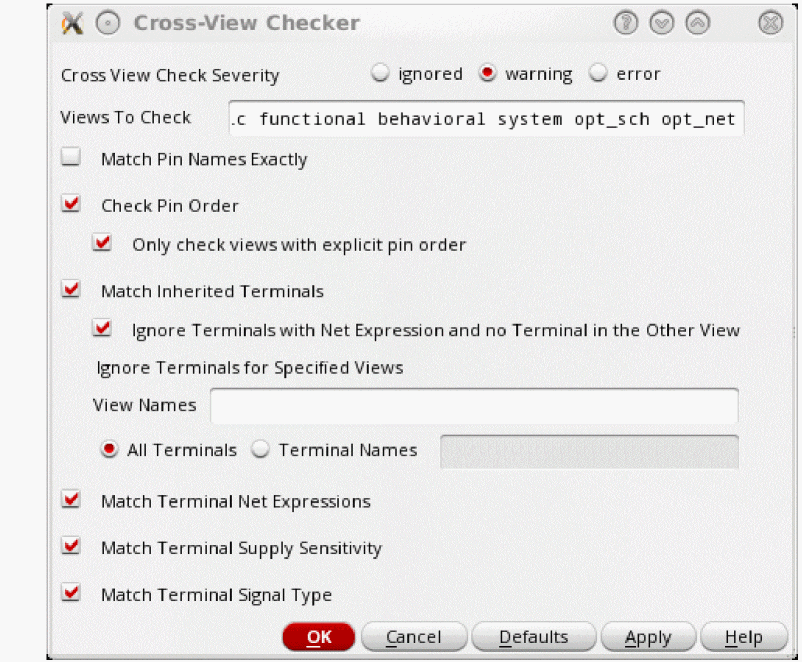 Cross-View Checker
Cross View Check Severity ignored warning error
Views To Check .c functional behavioral system opt_sch opt_net
Match Pin Names Exactly
Check Pin Order
Only check views with explicit pin order
Match Inherited Terminals
Ignore Terminals with Net Expression and no Terminal in the Other View
Ignore Terminals for Specified Views
View Names
All Terminals Terminal Names
Match Terminal Net Expressions
Match Terminal Supply Sensitivity
Match Terminal Signal Type
OK Cancel Defaults Apply Help